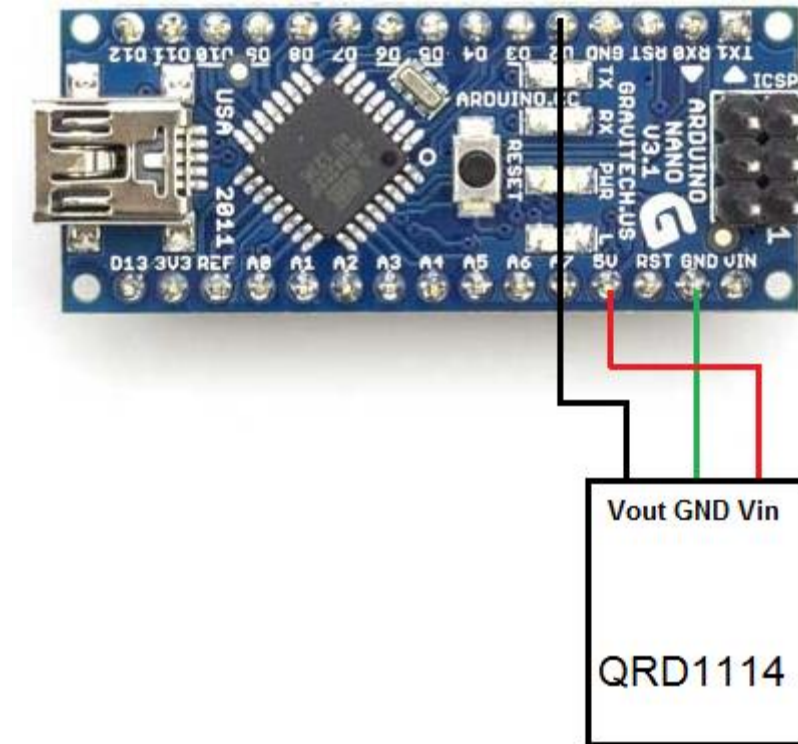 D12 D11 D10 D9 D8 D7 D6 D5 D4 D3 D2 GND RST RX0 TX1
TX
RX
PWR
L
ICSP
1
USA
2011
ARDUINO.CC
RESET
GRAVITECH.US
ARDUINO
NANO
V3.1
G
D13 3V3 REF A0 A1 A2 A3 A4 A5 A6 A7 5V RST GND VIN
Vout GND Vin
QRD1114